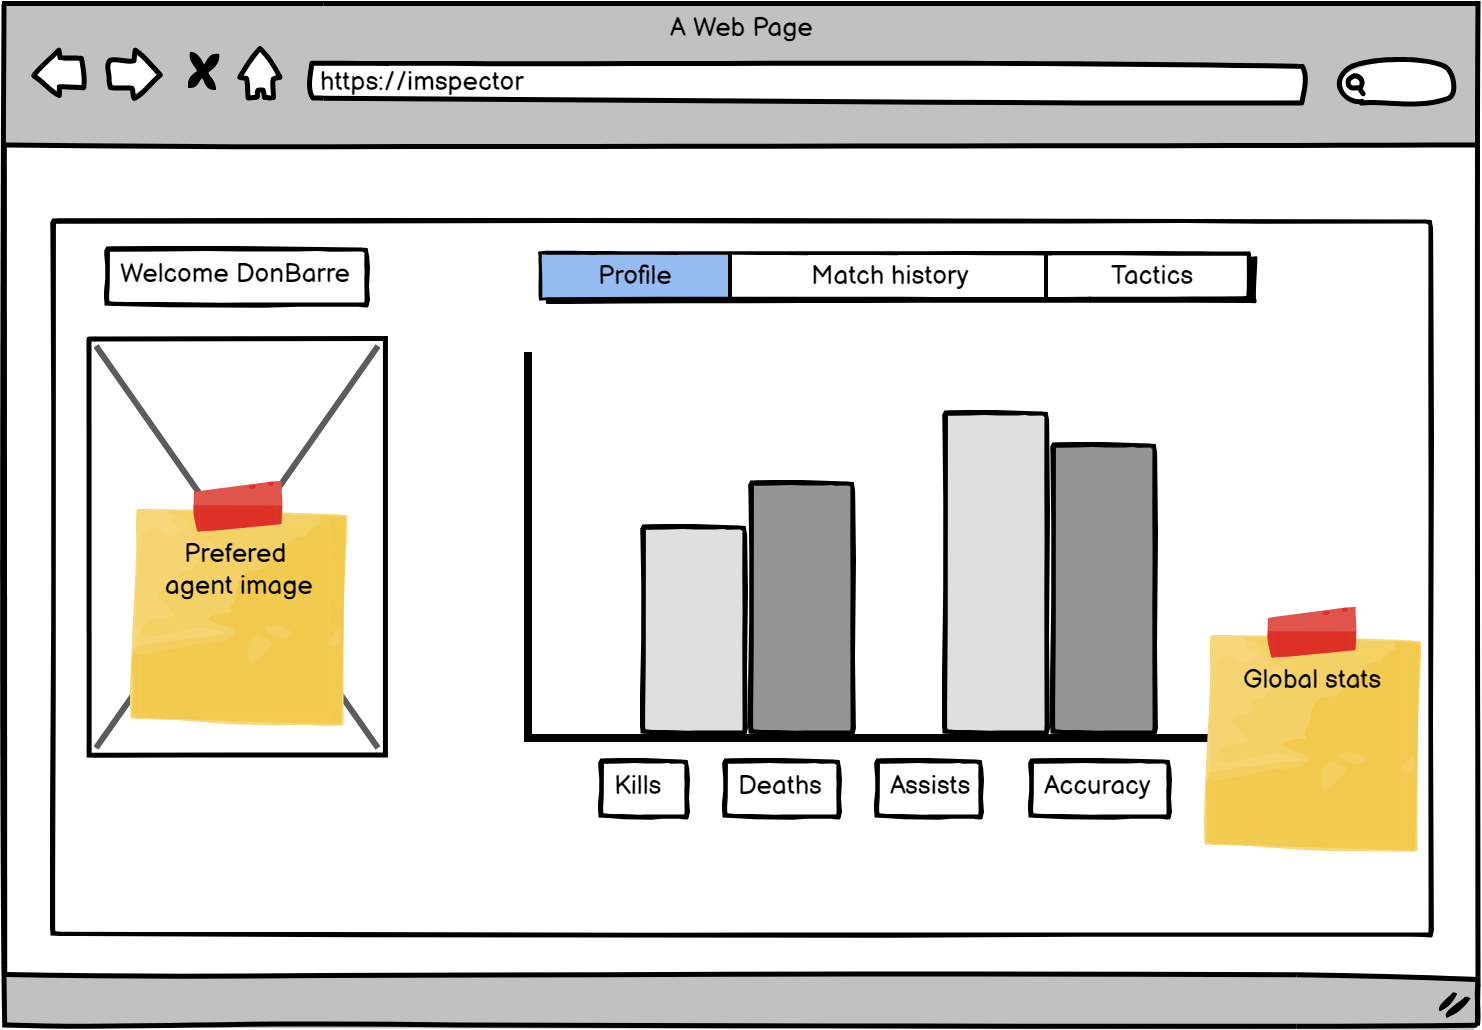 A Web Page
https://imspector
Welcome DonBarre
Profile
Match history
Tactics
Prefered
agent image
Global stats
Kills
Deaths
Assists
Accuracy